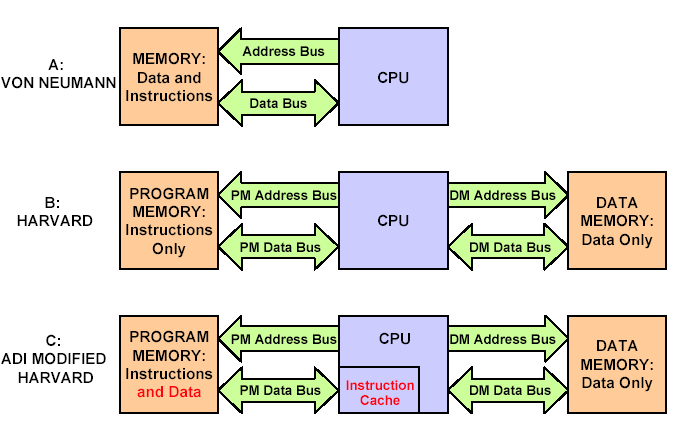 A:
VON NEUMANN
MEMORY:
Data and
Instructions
Address Bus
Data Bus
CPU
B:
HARVARD
PROGRAM
MEMORY:
Instructions
Only
PM Address Bus
PM Data Bus
CPU
DM Address Bus
DM Data Bus
DATA
MEMORY:
Data Only
C:
ADI MODIFIED
HARVARD
PROGRAM
MEMORY:
Instructions
and Data
PM Address Bus
PM Data Bus
CPU
Instruction
Cache
DM Address Bus
DM Data Bus
DATA
MEMORY:
Data Only